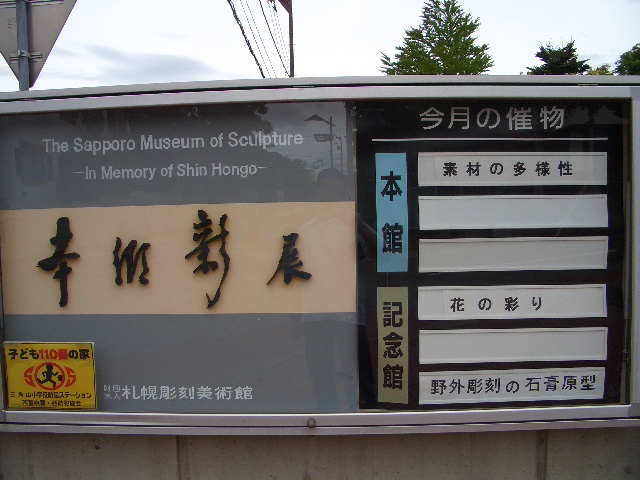 The Sapporo Museum of Sculpture
—In Memory of Shin Hongo—
本郷新展
財団法人 札幌彫刻美術館
子ども110番の家
今月の催物
本館
素材の多様性
記念館
花の彩り
野外彫刻の石膏原型